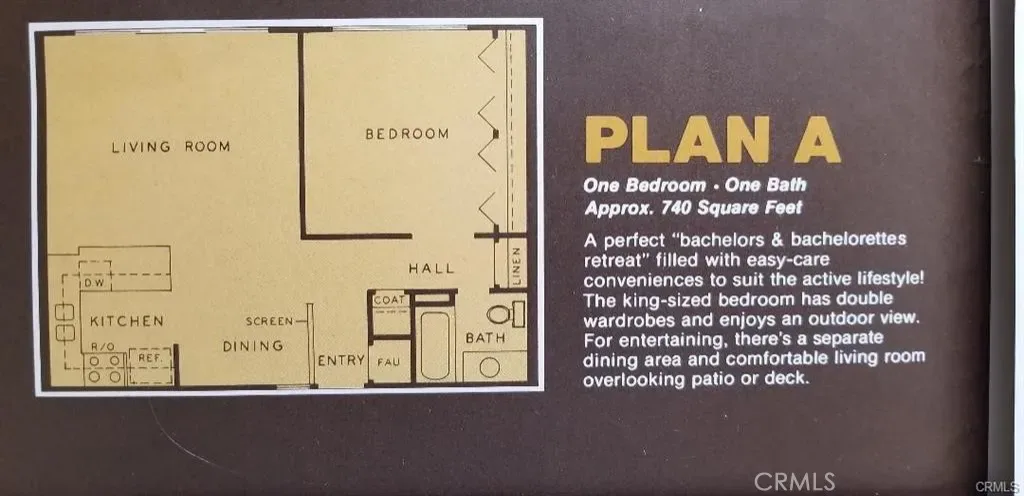 LIVING ROOM
BEDROOM
HALL
LINEN
D W
KITCHEN
R/O
REF.
SCREEN
DINING
ENTRY
COAT
FAU
BATH
PLAN A
One Bedroom · One Bath
Approx. 740 Square Feet
A perfect "bachelors & bachelorettes
retreat" filled with easy-care
conveniences to suit the active lifestyle!
The king-sized bedroom has double
wardrobes and enjoys an outdoor view.
For entertaining, there's a separate
dining area and comfortable living room
overlooking patio or deck.
CRMLS
CRMLS